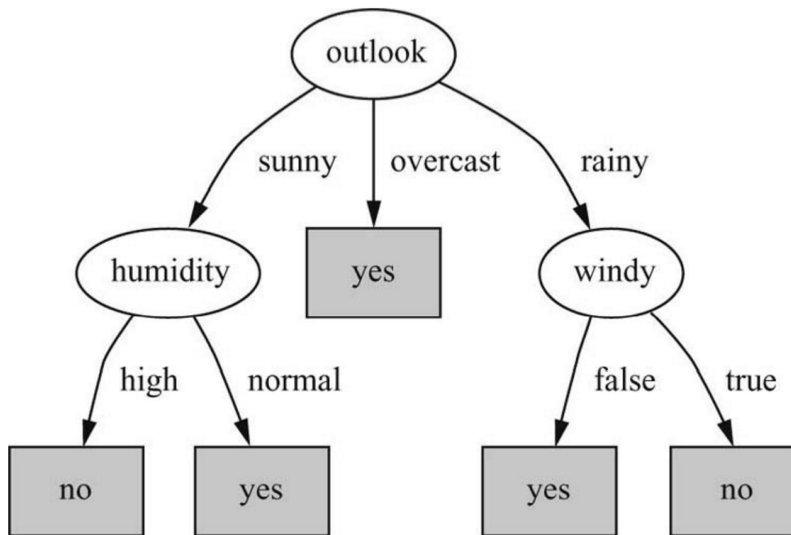 outlook
sunny overcast rainy
humidity yes windy
high normal false true
no yes yes no